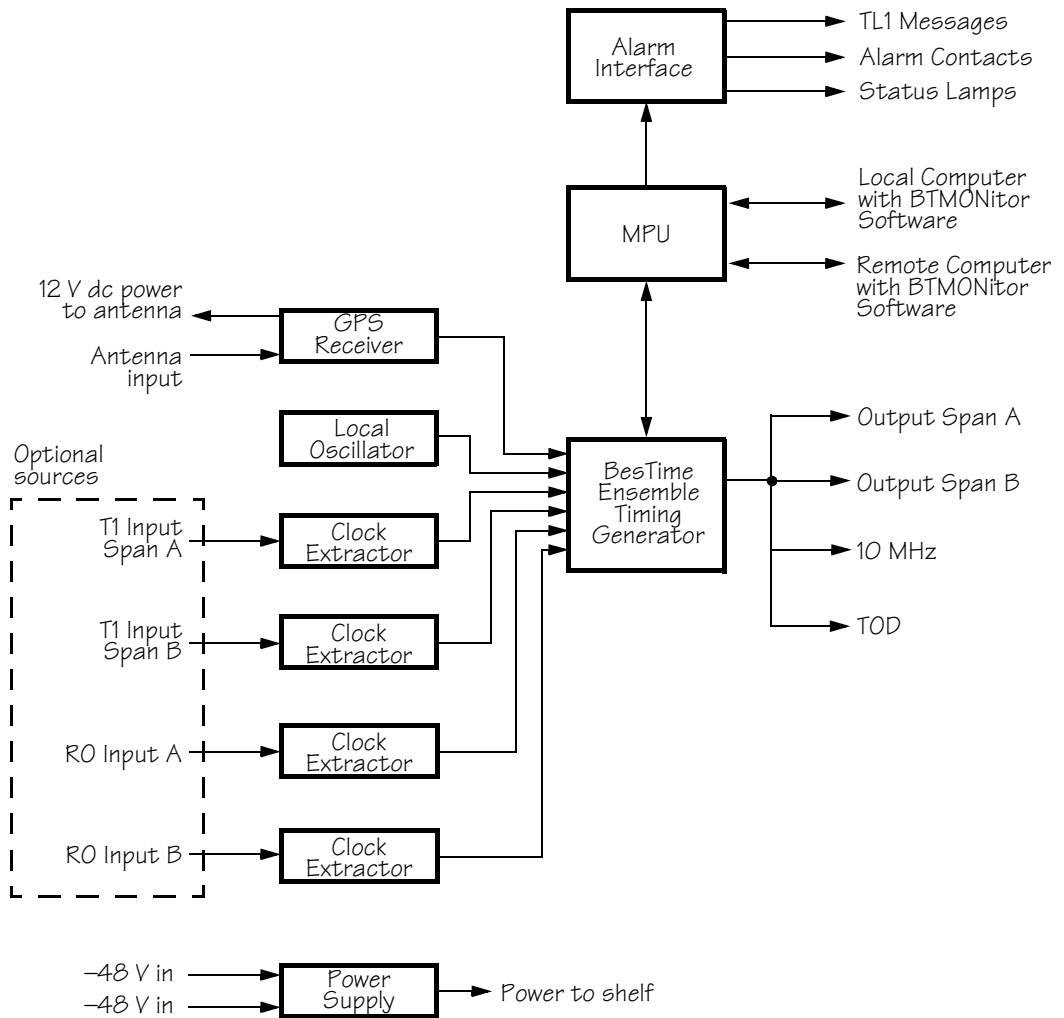 Alarm
Interface
TL1 Messages
Alarm Contacts
Status Lamps
MPU
Local Computer
with BTMONitor
Software
Remote Computer
with BTMONitor
Software
12 V dc power
to antenna
Antenna
input
GPS
Receiver
Local
Oscillator
Optional
sources
T1 Input
Span A
Clock
Extractor
T1 Input
Span B
Clock
Extractor
RO Input A
Clock
Extractor
RO Input B
Clock
Extractor
BesTime
Ensemble
Timing
Generator
Output Span A
Output Span B
10 MHz
TOD
–48 V in
–48 V in
Power
Supply
Power to shelf